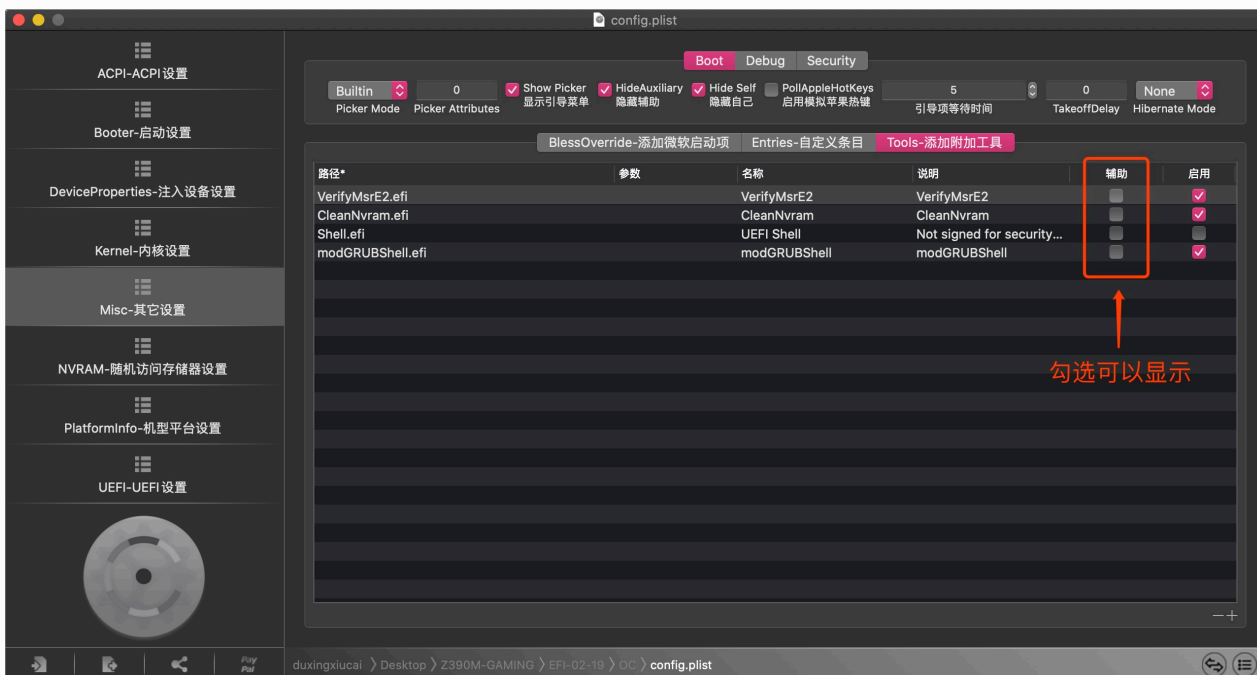 config.plist
ACPI-ACPI设置
Booter-启动设置
DeviceProperties-注入设备设置
Kernel-内核设置
Misc-其它设置
NVRAM-随机访问存储器设置
PlatformInfo-机型平台设置
UEFI-UEFI设置
Pay
Pal
Boot Debug Security
Builtin 0 Show Picker HideAuxiliary Hide Self PollAppleHotKeys 5 0 None
显示引导菜单 隐藏辅助 隐藏自己 启用模拟苹果热键
Picker Mode Picker Attributes 引导项等待时间 TakeoffDelay Hibernate Mode
BlessOverride-添加微软启动项 Entries-自定义条目 Tools-添加附加工具
路径* 参数 名称 说明 辅助 启用
VerifyMsrE2.efi VerifyMsrE2 VerifyMsrE2
CleanNvram.efi CleanNvram CleanNvram
Shell.efi UEFI Shell Not signed for security...
modGRUBShell.efi modGRUBShell modGRUBShell
勾选可以显示
duxingxiucai 〉Desktop 〉Z390M-GAMING 〉EFI-02-19 〉OC 〉config.plist